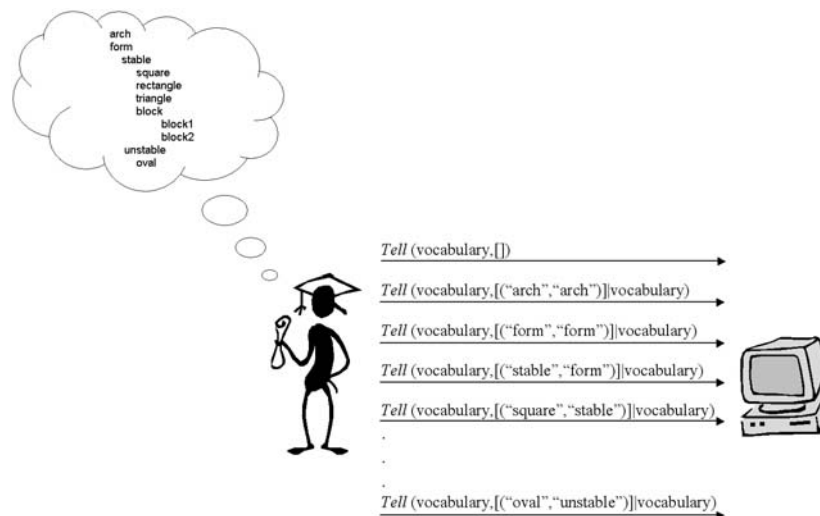 arch
form
stable
square
rectangle
triangle
block
block1
block2
unstable
oval
Tell (vocabulary,[])
Tell (vocabulary,[(“arch”,“arch”)]|vocabulary)
Tell (vocabulary,[(“form”,“form”)]|vocabulary)
Tell (vocabulary,[(“stable”,“form”)]|vocabulary)
Tell (vocabulary,[(“square”,“stable”)]|vocabulary)
.
.
.
Tell (vocabulary,[(“oval”,“unstable”)]|vocabulary)